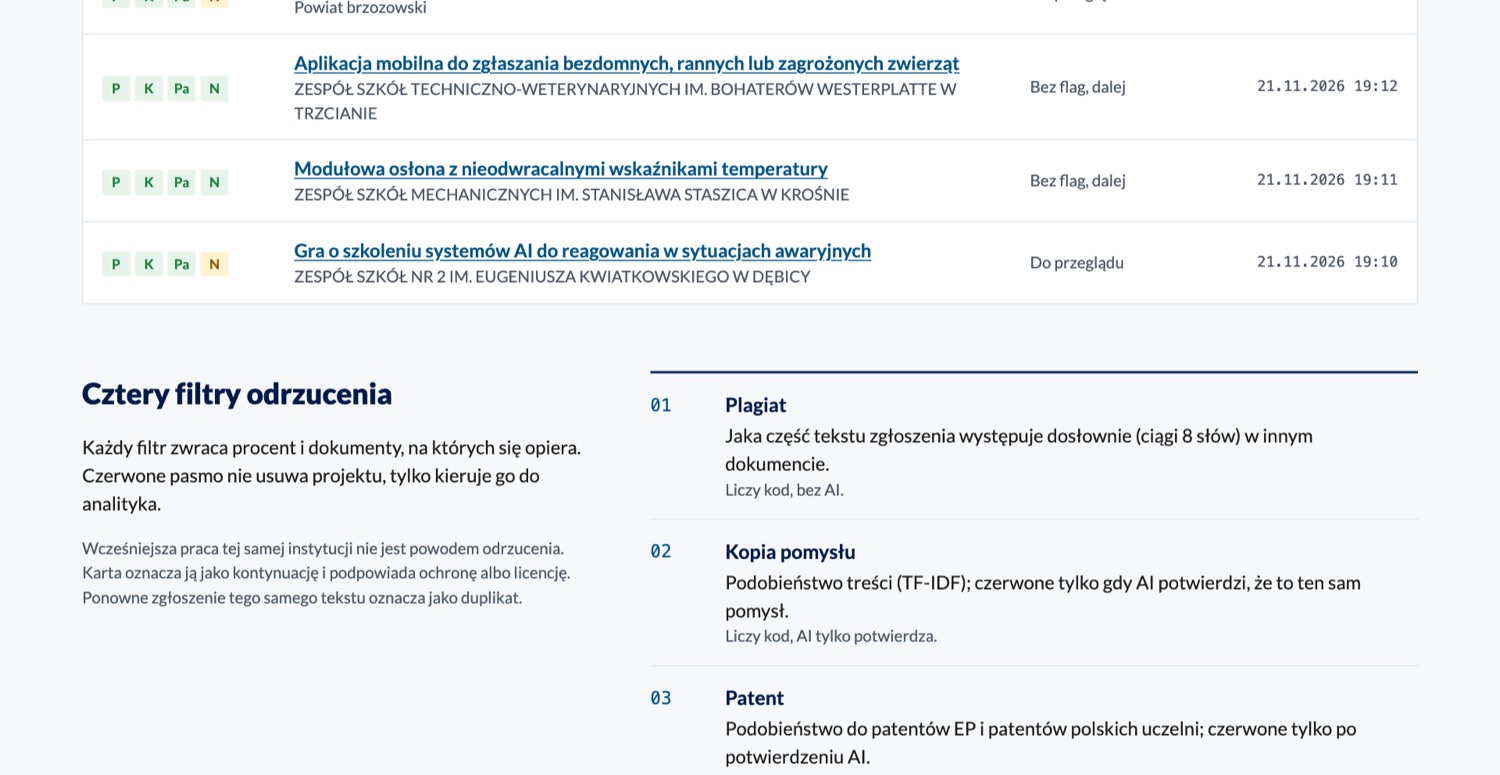 Powiat brzozowski
P K Pa N
Aplikacja mobilna do zgłaszania bezdomnych, rannych lub zagrożonych zwierząt
ZESPÓŁ SZKÓŁ TECHNICZNO-WETERYNARYJNYCH IM. BOHATERÓW WESTERPLATTE W
TRZCIANIE
Bez flag, dalej
21.11.2026 19:12
P K Pa N
Modułowa osłona z nieodwracalnymi wskaźnikami temperatury
ZESPÓŁ SZKÓŁ MECHANICZNYCH IM. STANISŁAWA STASZICA W KROŚNIE
Bez flag, dalej
21.11.2026 19:11
P K Pa N
Gra o szkoleniu systemów AI do reagowania w sytuacjach awaryjnych
ZESPÓŁ SZKÓŁ NR 2 IM. EUGENIUSZA KWIATKOWSKIEGO W DĘBICY
Do przeglądu
21.11.2026 19:10
Cztery filtry odrzucenia
Każdy filtr zwraca procent i dokumenty, na których się opiera.
Czerwone pasmo nie usuwa projektu, tylko kieruje go do
analityka.
Wcześniejsza praca tej samej instytucji nie jest powodem odrzucenia.
Karta oznacza ją jako kontynuację i podpowiada ochronę albo licencję.
Ponowne zgłoszenie tego samego tekstu oznacza jako duplikat.
01
Plagiat
Jaka część tekstu zgłoszenia występuje dosłownie (ciągi 8 słów) w innym
dokumencie.
Liczy kod, bez AI.
02
Kopia pomysłu
Podobieństwo treści (TF-IDF); czerwone tylko gdy AI potwierdzi, że to ten sam
pomysł.
Liczy kod, AI tylko potwierdza.
03
Patent
Podobieństwo do patentów EP i patentów polskich uczelni; czerwone tylko po
potwierdzeniu AI.